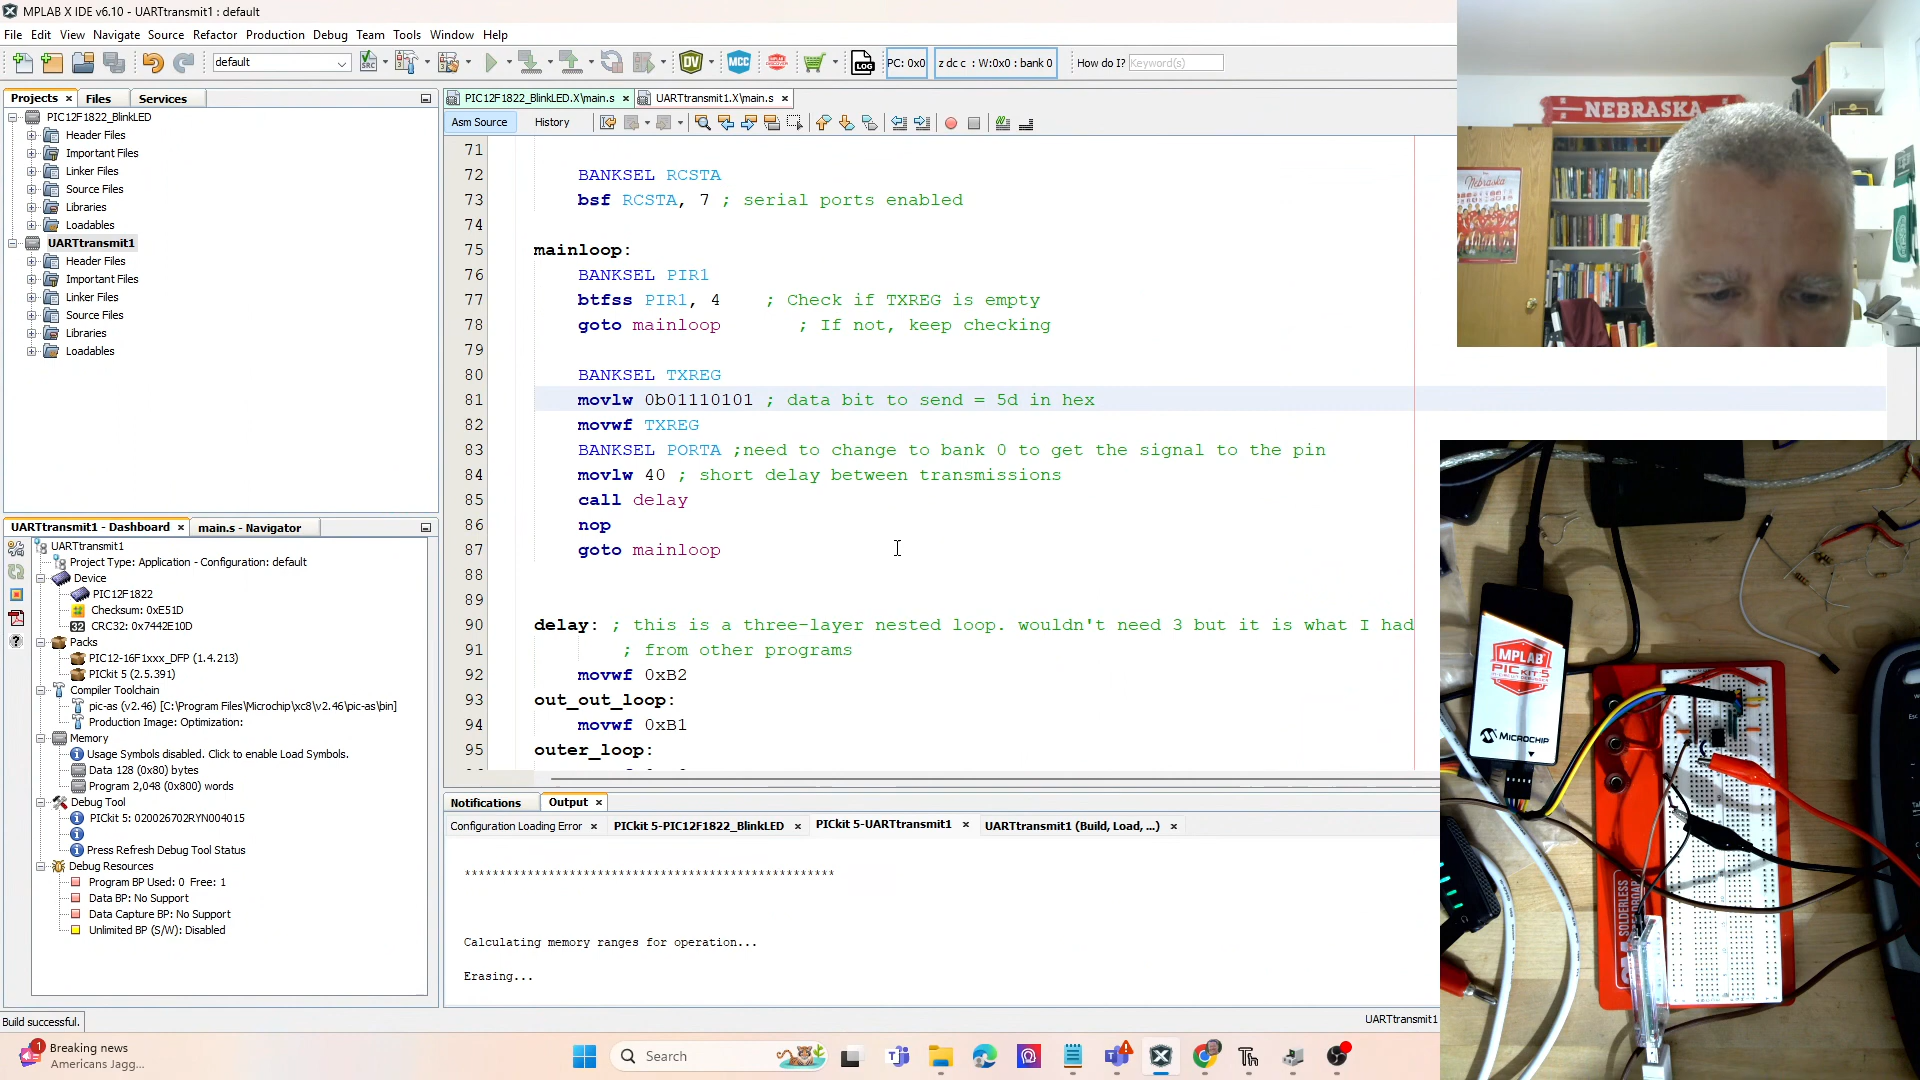 MPLAB X IDE v6.10 - UARTtransmit1 : default
File Edit View Navigate Source Refactor Production Debug Team Tools Window Help
default
PC: 0x0
z dc c : W:0x0 : bank 0
How do I? Keyword(s)
Projects
Files
Services
PIC12F1822_BlinkLED
Header Files
Important Files
Linker Files
Source Files
Libraries
Loadables
UARTtransmit1
Header Files
Important Files
Linker Files
Source Files
Libraries
Loadables
UARTtransmit1 - Dashboard
main.s - Navigator
UARTtransmit1
Project Type: Application - Configuration: default
Device
PIC12F1822
Checksum: 0xE51D
CRC32: 0x7442E10D
Packs
PIC12-16F1xxx_DFP (1.4.213)
PICkit 5 (2.5.391)
Compiler Toolchain
pic-as (v2.46) [C:\Program Files\Microchip\xc8\v2.46\pic-as\bin]
Production Image: Optimization:
Memory
Usage Symbols disabled. Click to enable Load Symbols.
Data 128 (0x80) bytes
Program 2,048 (0x800) words
Debug Tool
PICkit 5: 020026702RYN004015
Press Refresh Debug Tool Status
Debug Resources
Program BP Used: 0 Free: 1
Data BP: No Support
Data Capture BP: No Support
Unlimited BP (S/W): Disabled
PIC12F1822_BlinkLED.X\main.s
UARTtransmit1.X\main.s
Asm Source
History
71
72 BANKSEL RCSTA
73 bsf RCSTA, 7 ; serial ports enabled
74
75 mainloop:
76 BANKSEL PIR1
77 btfss PIR1, 4 ; Check if TXREG is empty
78 goto mainloop ; If not, keep checking
79
80 BANKSEL TXREG
81 movlw 0b01110101 ; data bit to send = 5d in hex
82 movwf TXREG
83 BANKSEL PORTA ;need to change to bank 0 to get the signal to the pin
84 movlw 40 ; short delay between transmissions
85 call delay
86 nop
87 goto mainloop
88
89
90 delay: ; this is a three-layer nested loop. wouldn't need 3 but it is what I had
91 ; from other programs
92 movwf 0xB2
93 out_out_loop:
94 movwf 0xB1
95 outer_loop:
Notifications
Output
Configuration Loading Error
PICkit 5-PIC12F1822_BlinkLED
PICkit 5-UARTtransmit1
UARTtransmit1 (Build, Load, ...)
*****************************************************
Calculating memory ranges for operation...
Erasing...
Build successful.
UARTtransmit1
1
Breaking news
Americans Jagg...
Search
NEBRASKA
Nebraska
MPLAB
PICkit 5
MICROCHIP
SOLDERLESS
BREADBOARD